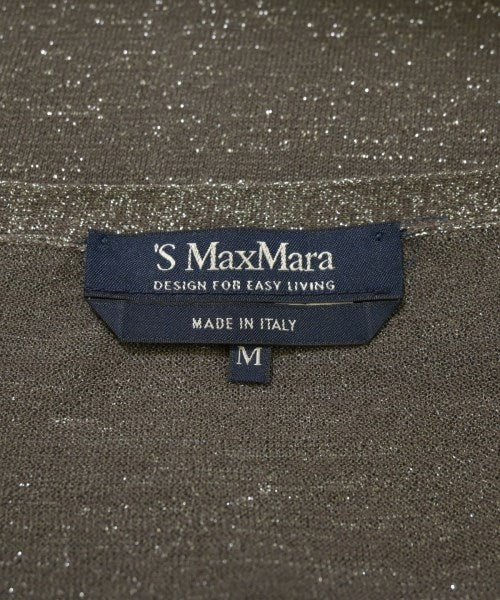 'S MaxMara
DESIGN FOR EASY LIVING
MADE IN ITALY
M